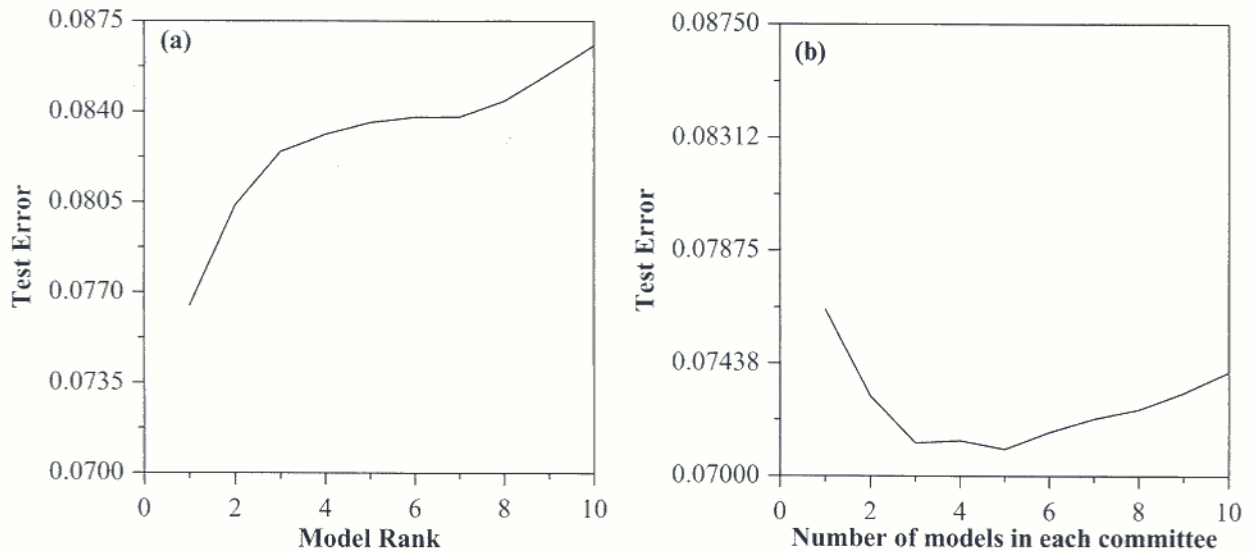 (a)
Test Error
0.0875
0.0840
0.0805
0.0770
0.0735
0.0700
0 2 4 6 8 10
Model Rank
(b)
Test Error
0.08750
0.08312
0.07875
0.07438
0.07000
0 2 4 6 8 10
Number of models in each committee